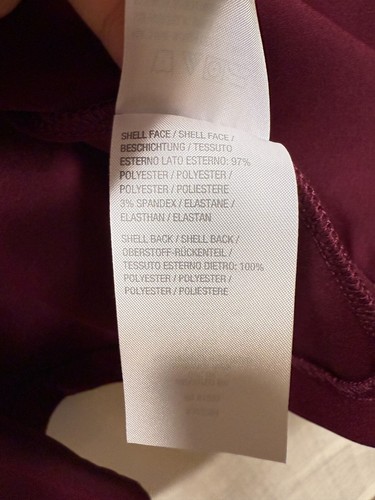 SHELL FACE / SHELL FACE /
BESCHICHTUNG / TESSUTO
ESTERNO LATO ESTERNO: 97%
POLYESTER / POLYESTER /
POLYESTER / POLIESTERE
3% SPANDEX / ELASTANE /
ELASTHAN / ELASTAN
SHELL BACK / SHELL BACK /
OBERSTOFF-RÜCKENTEIL /
TESSUTO ESTERNO DIETRO: 100%
POLYESTER / POLYESTER /
POLYESTER / POLIESTERE